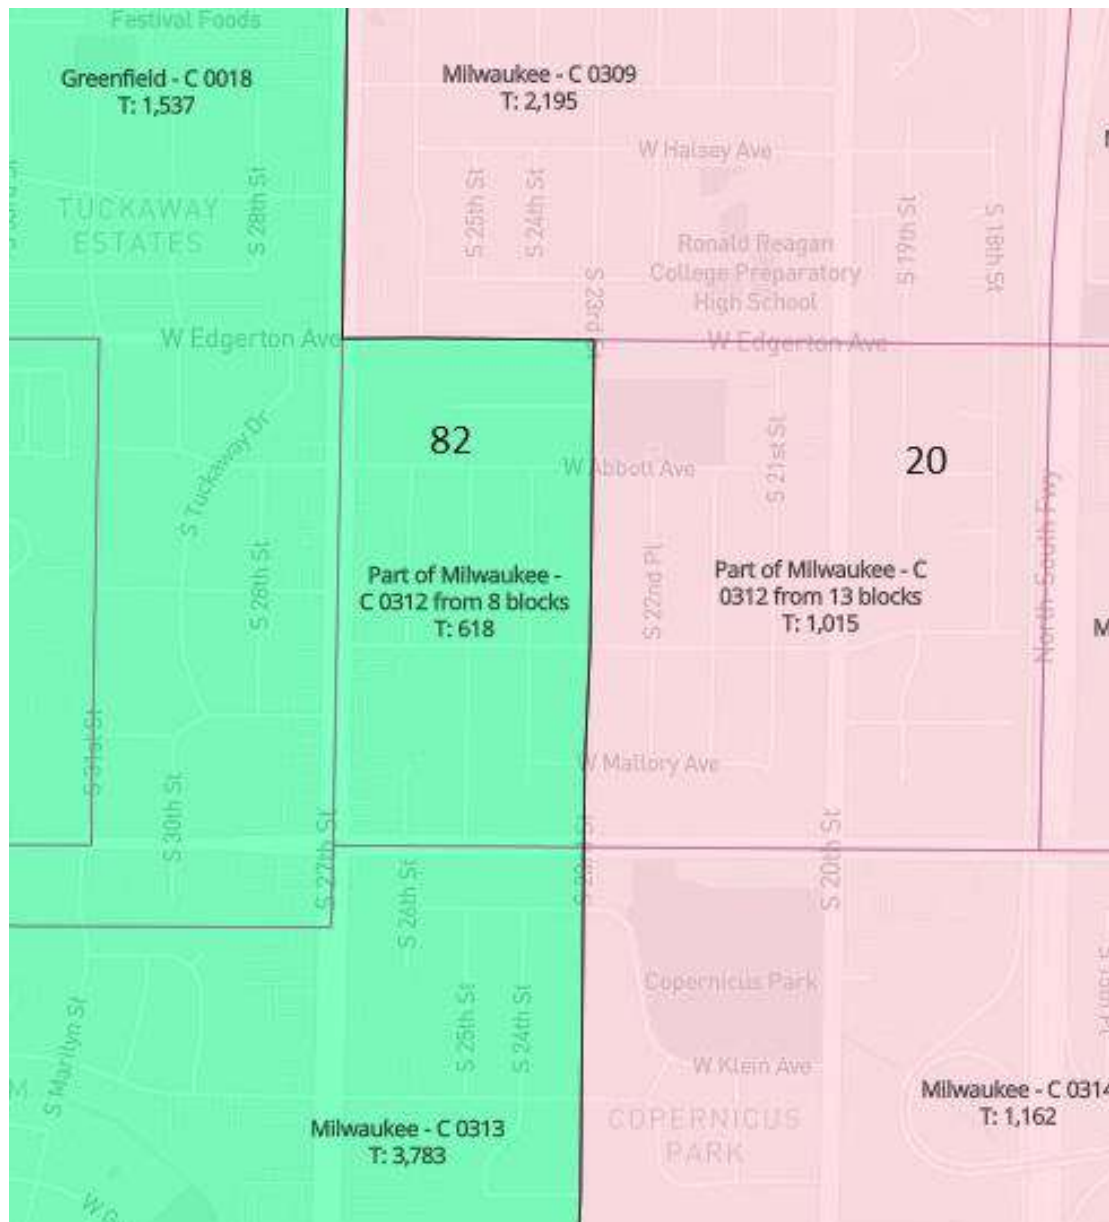 Festival Foods
Greenfield - C 0018
T: 1,537
Milwaukee - C 0309
T: 2,195
W Halsey Ave
S 28th St
S 25th St
S 24th St
TUCKAWAY
ESTATES
S 19th St
S 18th St
Ronald Reagan
College Preparatory
High School
S 23rd
W Edgerton Ave
W Edgerton Ave
82
20
S Tuckaway Dr
W Abbott Ave
S 21st St
North-South Fwy
S 28th St
Part of Milwaukee -
C 0312 from 8 blocks
T: 618
S 22nd PL
Part of Milwaukee - C
0312 from 13 blocks
T: 1,015
M
S 31st St
W Mallory Ave
S 30th St
S 27th St
S 20th St
S 26th St
Copernicus Park
S 25th St
S 24th St
S Marilyn St
W Klein Ave
Milwaukee - C 0314
T: 1,162
COPERNICUS
PARK
Milwaukee - C 0313
T: 3,783